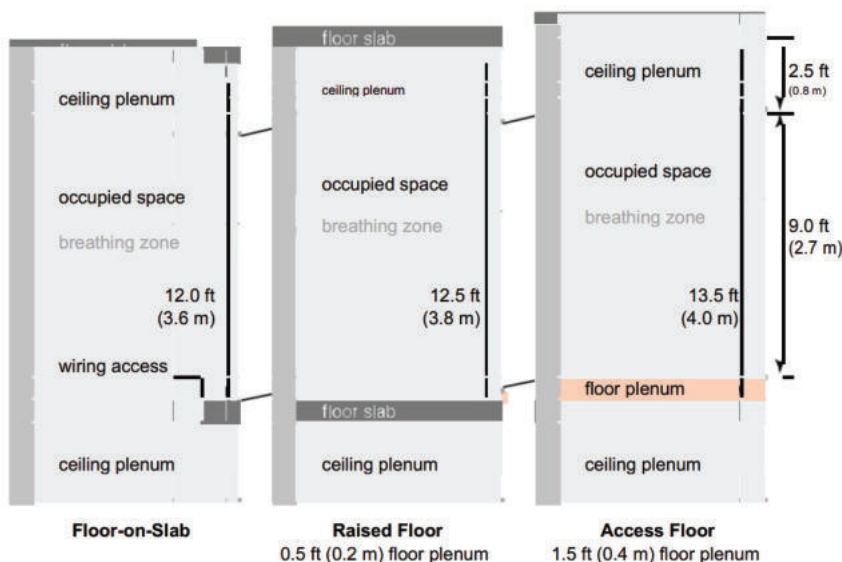 floor slab
ceiling plenum
occupied space
breathing zone
12.0 ft
(3.6 m)
wiring access
ceiling plenum
Floor-on-Slab
floor slab
ceiling plenum
occupied space
breathing zone
12.5 ft
(3.8 m)
floor slab
ceiling plenum
Raised Floor
0.5 ft (0.2 m) floor plenum
ceiling plenum
2.5 ft
(0.8 m)
occupied space
breathing zone
9.0 ft
(2.7 m)
13.5 ft
(4.0 m)
floor plenum
ceiling plenum
Access Floor
1.5 ft (0.4 m) floor plenum